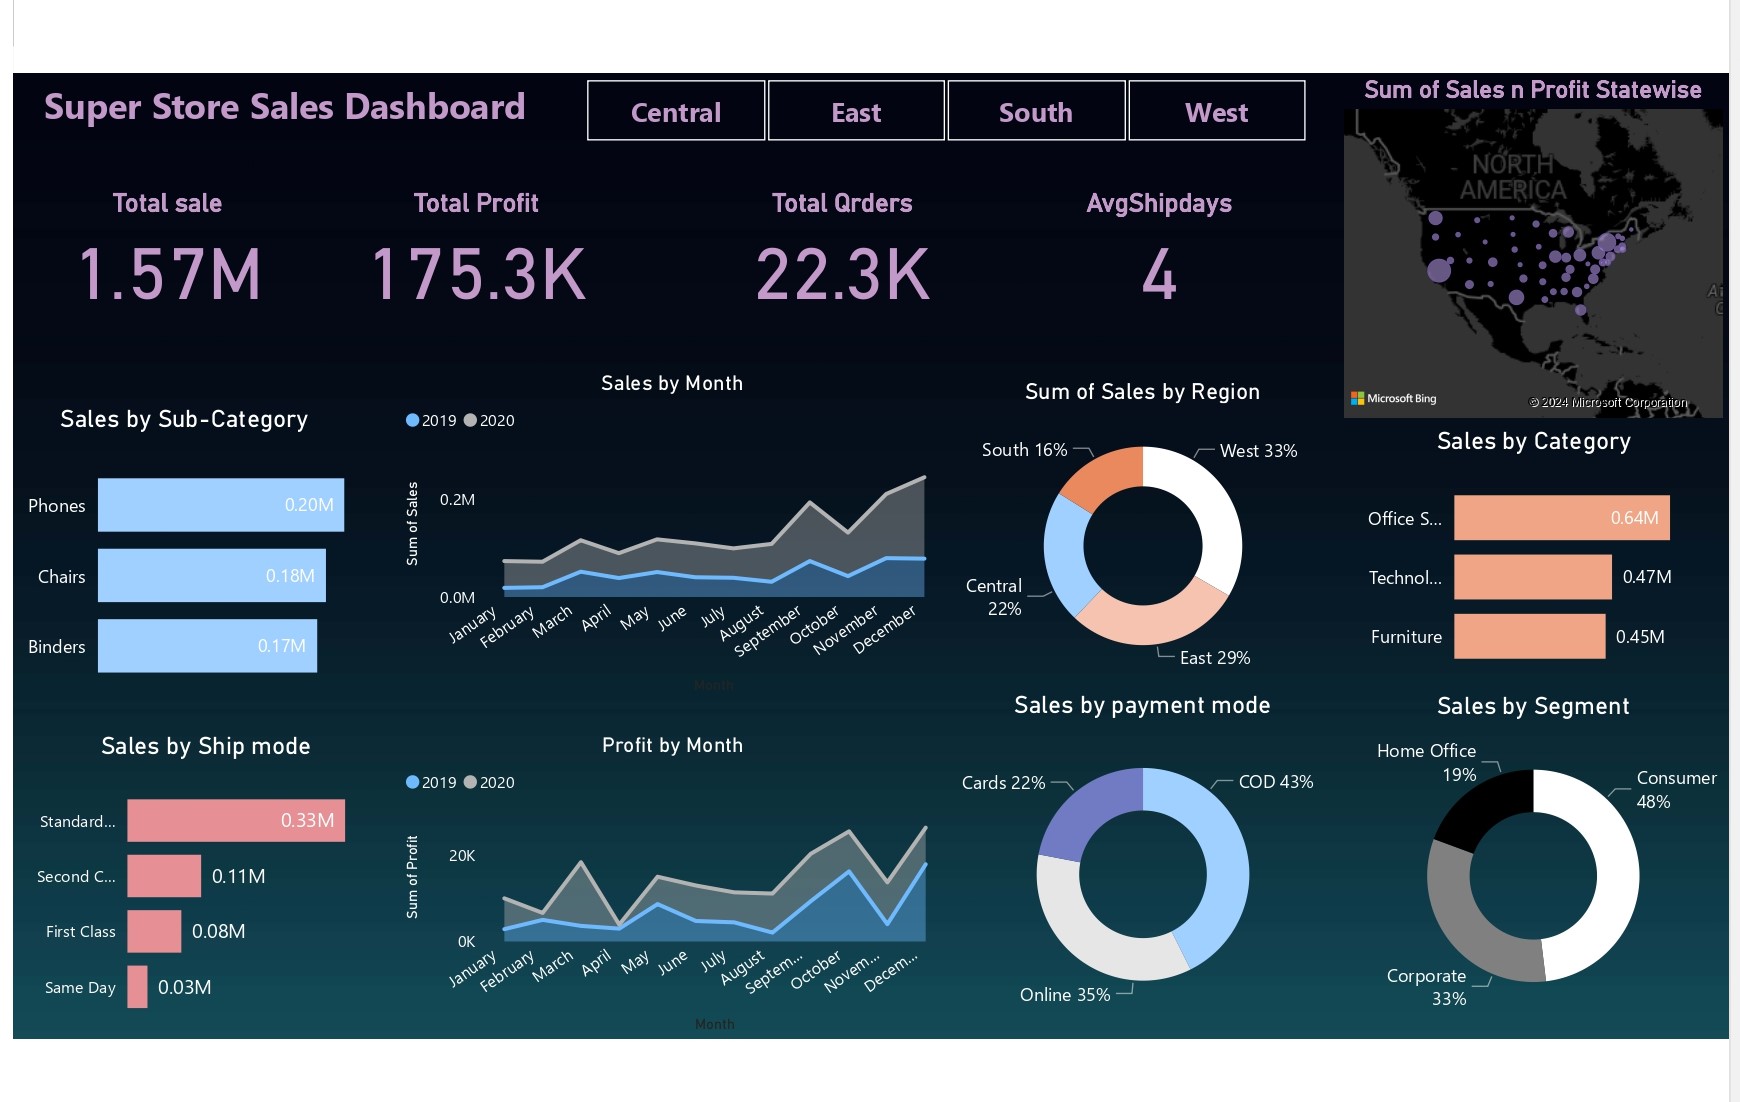 Super Store Sales Dashboard
Central
East
South
West
Sum of Sales n Profit Statewise
NORTH
AMERICA
Microsoft Bing
© 2024 Microsoft Corporation
Total sale
1.57M
Total Profit
175.3K
Total Qrders
22.3K
AvgShipdays
4
Sales by Sub-Category
Phones
0.20M
Chairs
0.18M
Binders
0.17M
Sales by Month
2019
2020
Sum of Sales
0.2M
0.0M
January
February
March
April
May
June
July
August
September
October
November
December
Month
Sum of Sales by Region
South 16%
West 33%
Central
22%
East 29%
Sales by Category
Office S...
0.64M
Technol...
0.47M
Furniture
0.45M
Sales by Ship mode
Standard...
0.33M
Second C...
0.11M
First Class
0.08M
Same Day
0.03M
Profit by Month
2019
2020
Sum of Profit
20K
0K
January
February
March
April
May
June
July
August
Septem...
October
Novem...
Decem...
Month
Sales by payment mode
Cards 22%
COD 43%
Online 35%
Sales by Segment
Home Office
19%
Consumer
48%
Corporate
33%